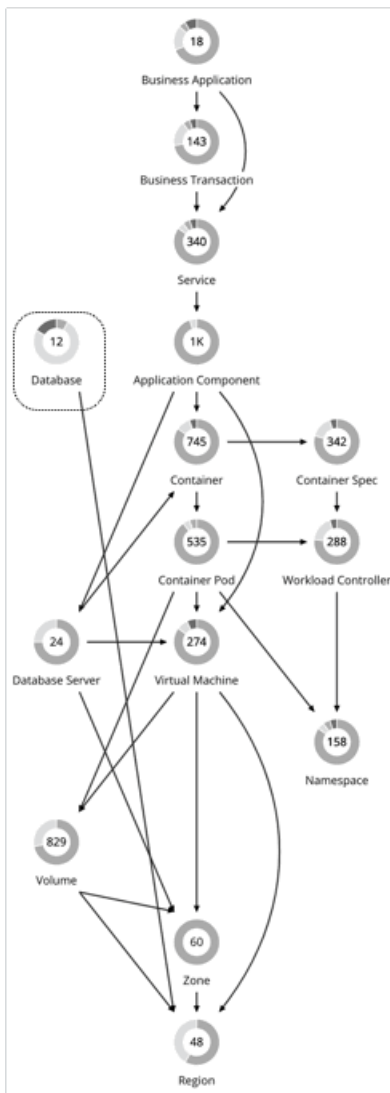 18
Business Application
143
Business Transaction
340
Service
12
Database
1K
Application Component
745
Container
342
Container Spec
535
Container Pod
288
Workload Controller
24
Database Server
274
Virtual Machine
158
Namespace
829
Volume
60
Zone
48
Region